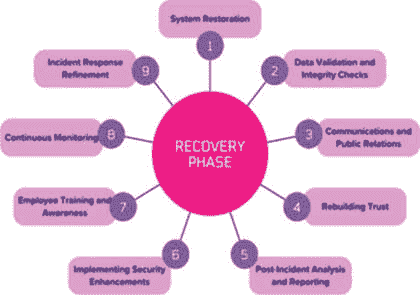 System Restoration
1
Data Validation and
Integrity Checks
2
Communications and
Public Relations
3
Rebuilding Trust
4
Post-Incident Analysis
and Reporting
5
Implementing Security
Enhancements
6
Employee Training and
Awareness
7
Continuous Monitoring
8
Incident Response
Refinement
9
RECOVERY
PHASE